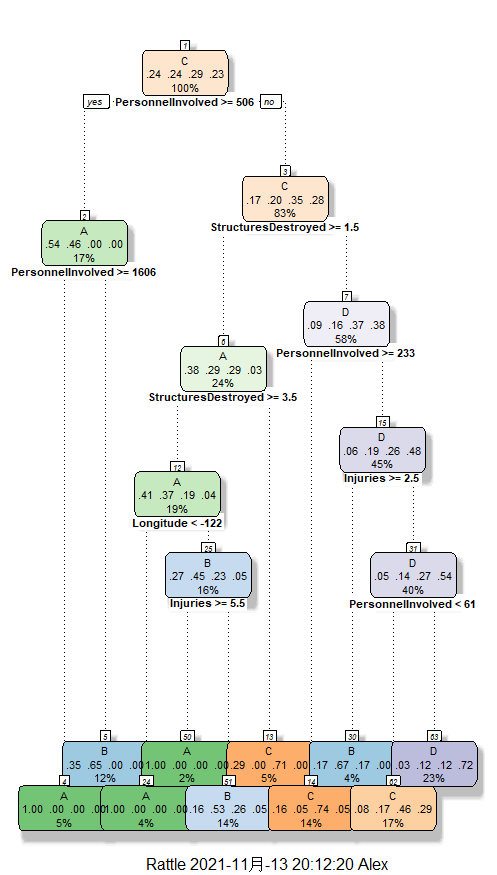 1
C
.24 .24 .29 .23
100%
yes PersonnelInvolved >= 506 no
3
C
.17 .20 .35 .28
83%
StructuresDestroyed >= 1.5
2
A
.54 .46 .00 .00
17%
PersonnelInvolved >= 1606
7
D
.09 .16 .37 .38
58%
PersonnelInvolved >= 233
6
A
.38 .29 .29 .03
24%
StructuresDestroyed >= 3.5
15
D
.06 .19 .26 .48
45%
Injuries >= 2.5
12
A
.41 .37 .19 .04
19%
Longitude < -122
25
B
.27 .45 .23 .05
16%
Injuries >= 5.5
31
D
.05 .14 .27 .54
40%
PersonnelInvolved < 61
5
B
.35 .65 .00 .00
12%
50
A
1.00 .00 .00 .00
2%
13
C
.29 .00 .71 .00
5%
30
B
.17 .67 .17 .00
4%
63
D
.03 .12 .12 .72
23%
4
A
1.00 .00 .00 .00
5%
24
A
1.00 .00 .00 .00
4%
51
B
.16 .53 .26 .05
14%
14
C
.16 .05 .74 .05
14%
62
C
.08 .17 .46 .29
17%
Rattle 2021-11月-13 20:12:20 Alex